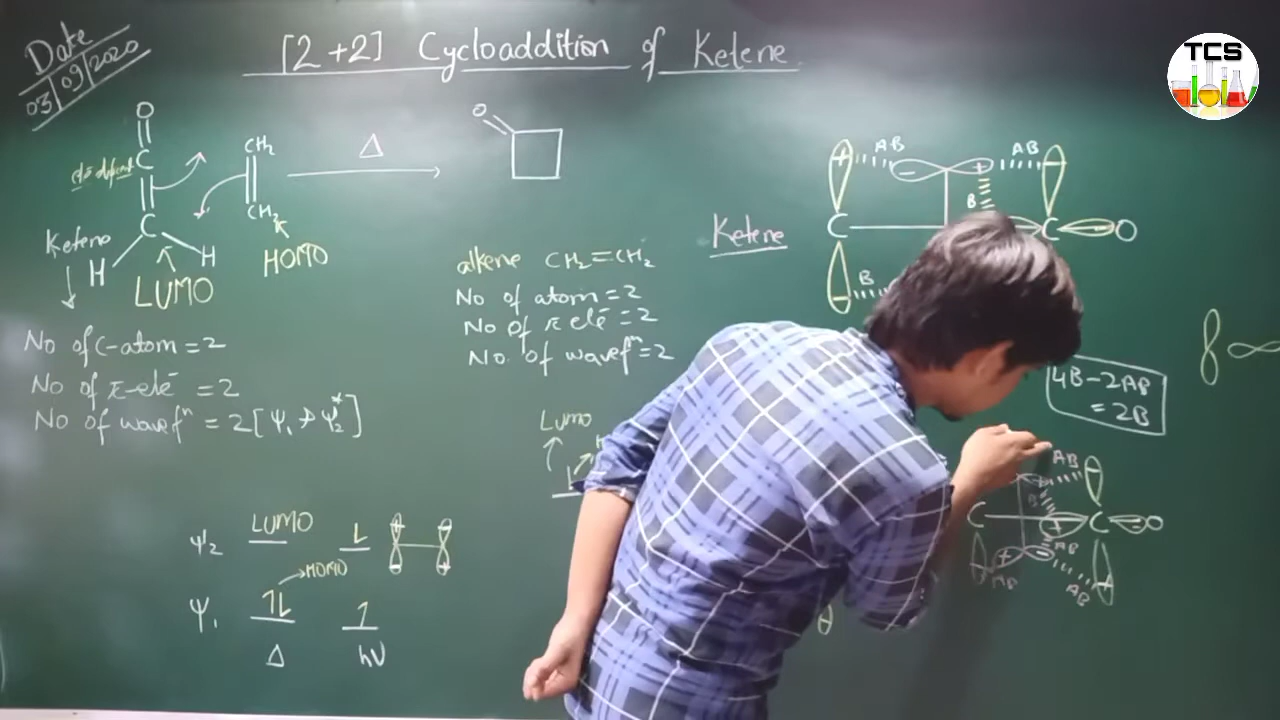 Date
03/09/2020
[2+2] Cycloaddition of Ketene
TCS
O
C
C
H H
Ketene
LUMO
CH2
CH2
HOMO
Δ
O
No of C-atom = 2
No of π-ele⁻ = 2
No of wavefⁿ = 2 [ψ1 → ψ2*]
alkene CH2=CH2
No of atom = 2
No of π ele⁻ = 2
No. of wavefⁿ = 2
LUMO
ψ2 LUMO 1
HOMO
ψ1 1L 1
Δ hν
Ketene
+ AB - + AB
B
C C O
B
4B-2AB
= 2B
AB
C B C O
+ - AB
AB AB